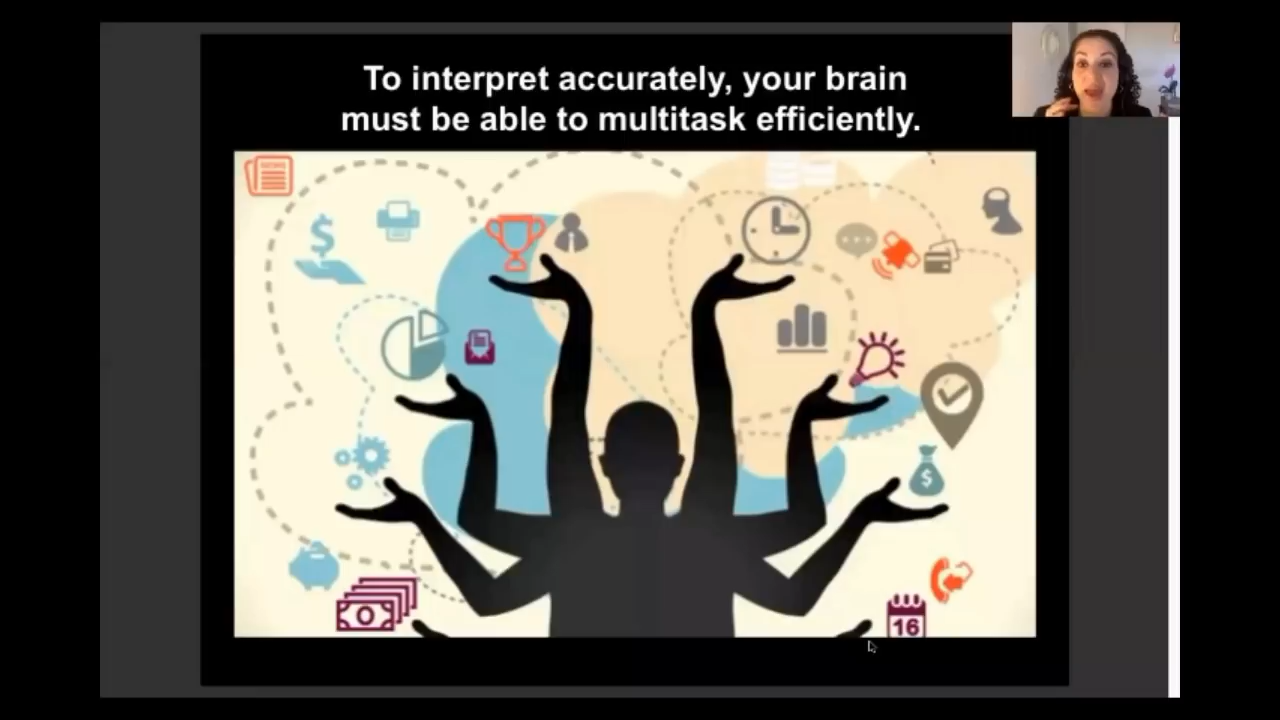 To interpret accurately, your brain
must be able to multitask efficiently.
$
$
16